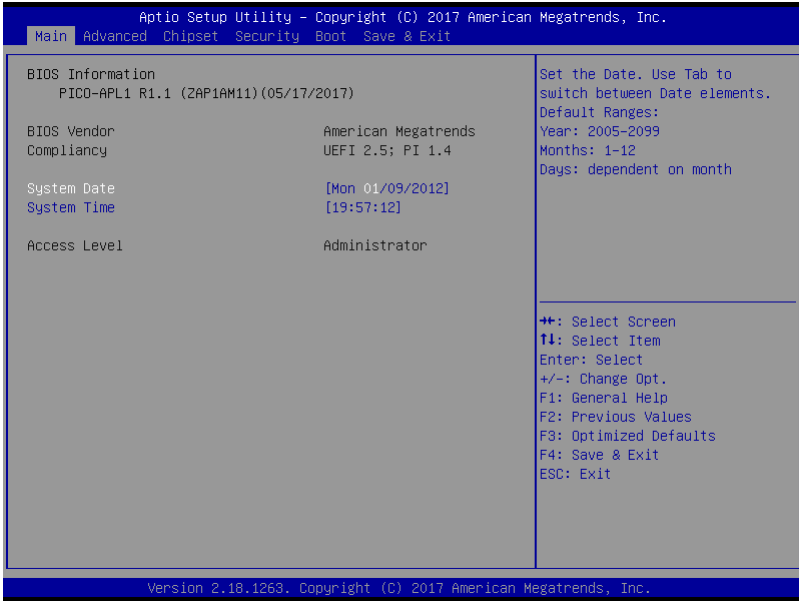 Aptio Setup Utility – Copyright (C) 2017 American Megatrends, Inc.
Main Advanced Chipset Security Boot Save & Exit
BIOS Information
PICO-APL1 R1.1 (ZAP1AM11)(05/17/2017)
BIOS Vendor American Megatrends
Compliancy UEFI 2.5; PI 1.4
System Date [Mon 01/09/2012]
System Time [19:57:12]
Access Level Administrator
Set the Date. Use Tab to
switch between Date elements.
Default Ranges:
Year: 2005-2099
Months: 1-12
Days: dependent on month
→←: Select Screen
↑↓: Select Item
Enter: Select
+/-: Change Opt.
F1: General Help
F2: Previous Values
F3: Optimized Defaults
F4: Save & Exit
ESC: Exit
Version 2.18.1263. Copyright (C) 2017 American Megatrends, Inc.